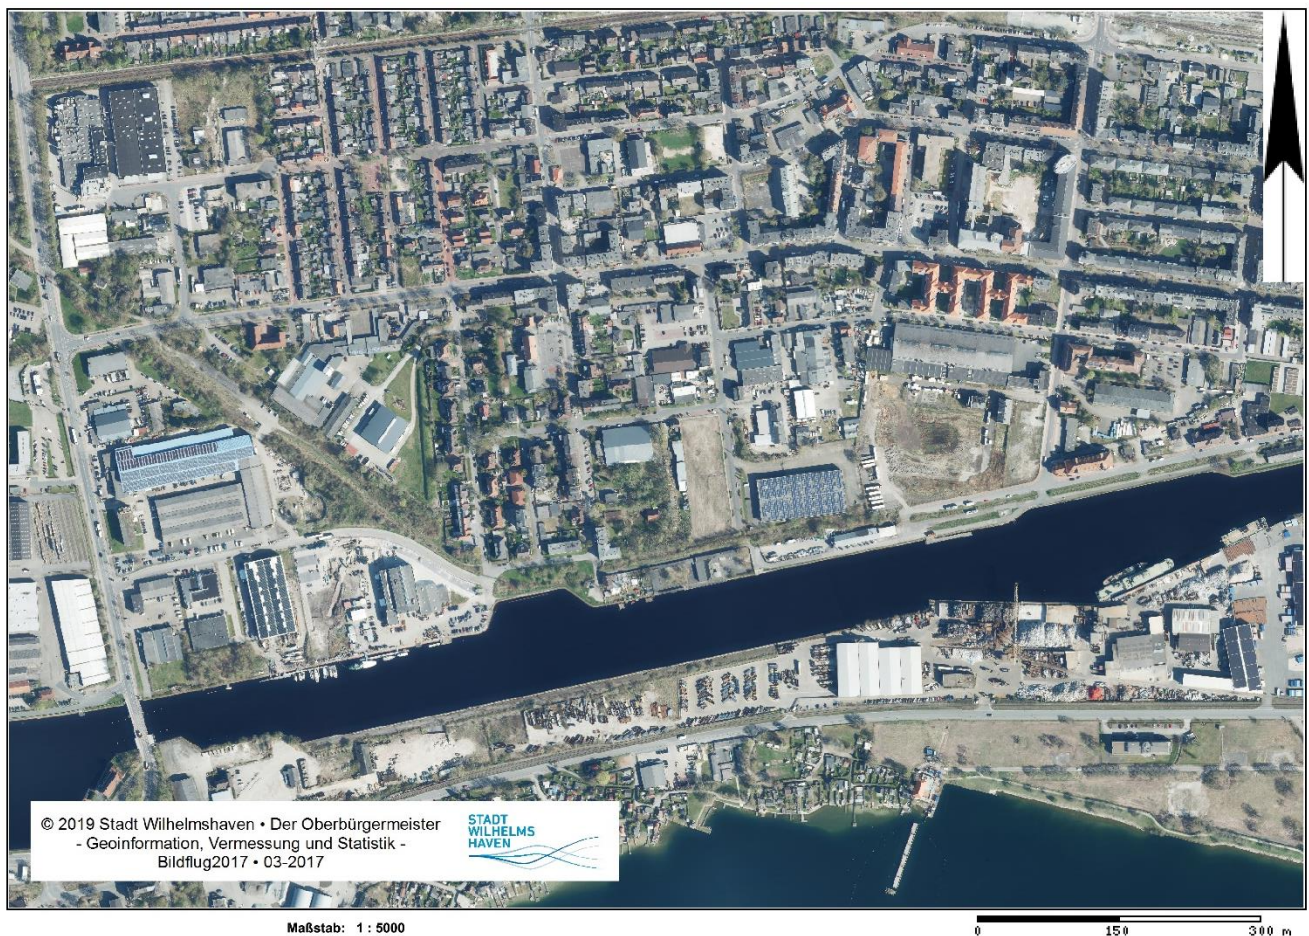 © 2019 Stadt Wilhelmshaven • Der Oberbürgermeister
- Geoinformation, Vermessung und Statistik -
Bildflug2017 • 03-2017
STADT
WILHELMS
HAVEN
Maßstab: 1 : 5000
0 150 300 m